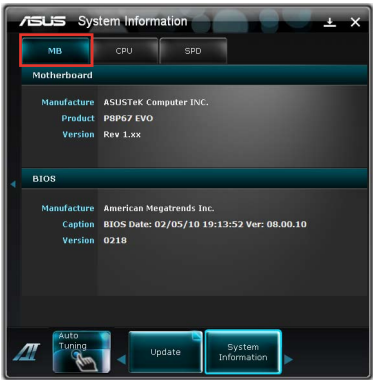 ASUS System Information
MB CPU SPD
Motherboard
Manufacture ASUSTeK Computer INC.
Product P8P67 EVO
Version Rev 1.xx
BIOS
Manufacture American Megatrends Inc.
Caption BIOS Date: 02/05/10 19:13:52 Ver: 08.00.10
Version 0218
Auto
Tuning
Update
System
Information